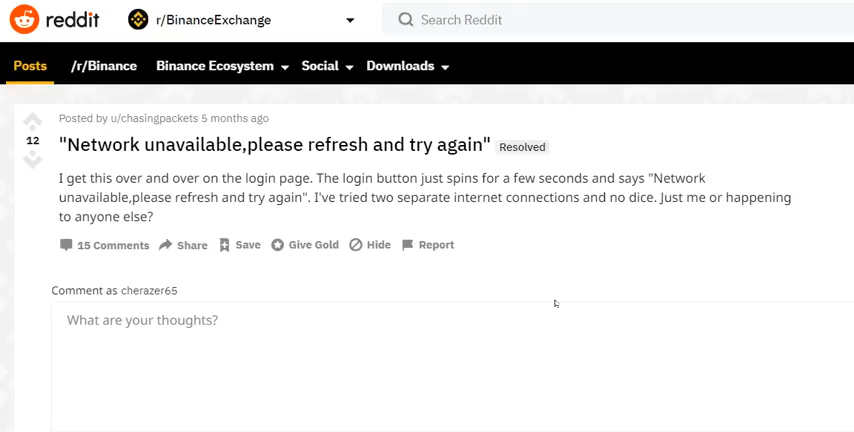 reddit r/BinanceExchange Search Reddit
Posts /r/Binance Binance Ecosystem Social Downloads
Posted by u/chasingpackets 5 months ago
12
"Network unavailable,please refresh and try again" Resolved
I get this over and over on the login page. The login button just spins for a few seconds and says "Network
unavailable,please refresh and try again". I've tried two separate internet connections and no dice. Just me or happening
to anyone else?
15 Comments Share Save Give Gold Hide Report
Comment as cherazer65
What are your thoughts?